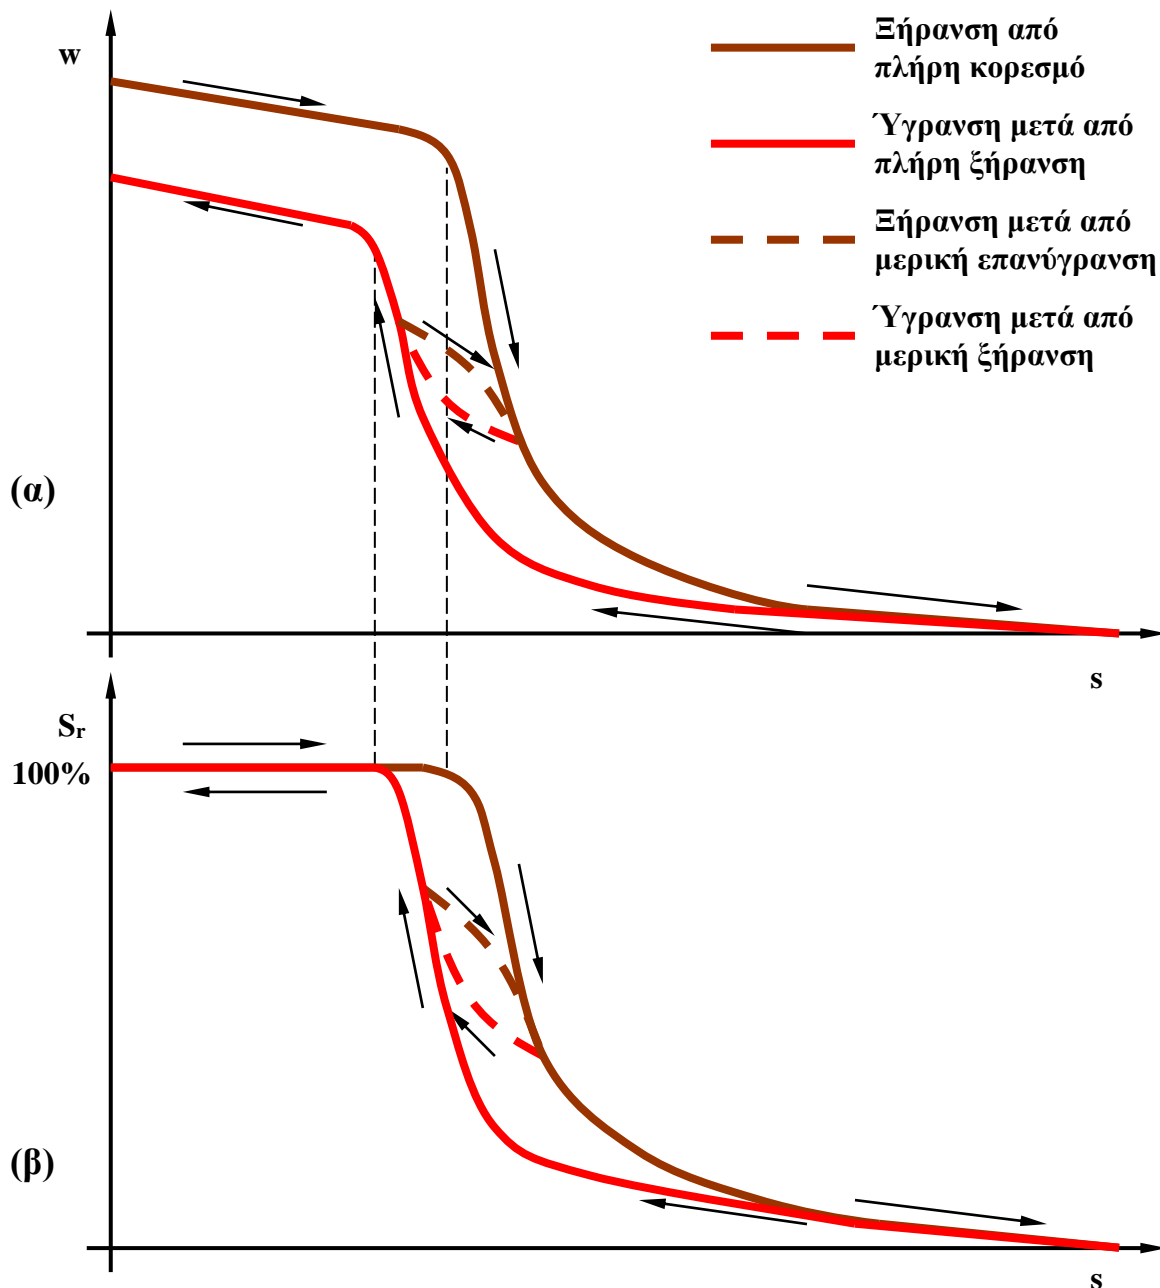 w
Ξήρανση από
πλήρη κορεσμό
Ύγρανση μετά από
πλήρη ξήρανση
Ξήρανση μετά από
μερική επανύγρανση
Ύγρανση μετά από
μερική ξήρανση
(α)
s
Sr
100%
(β)
s